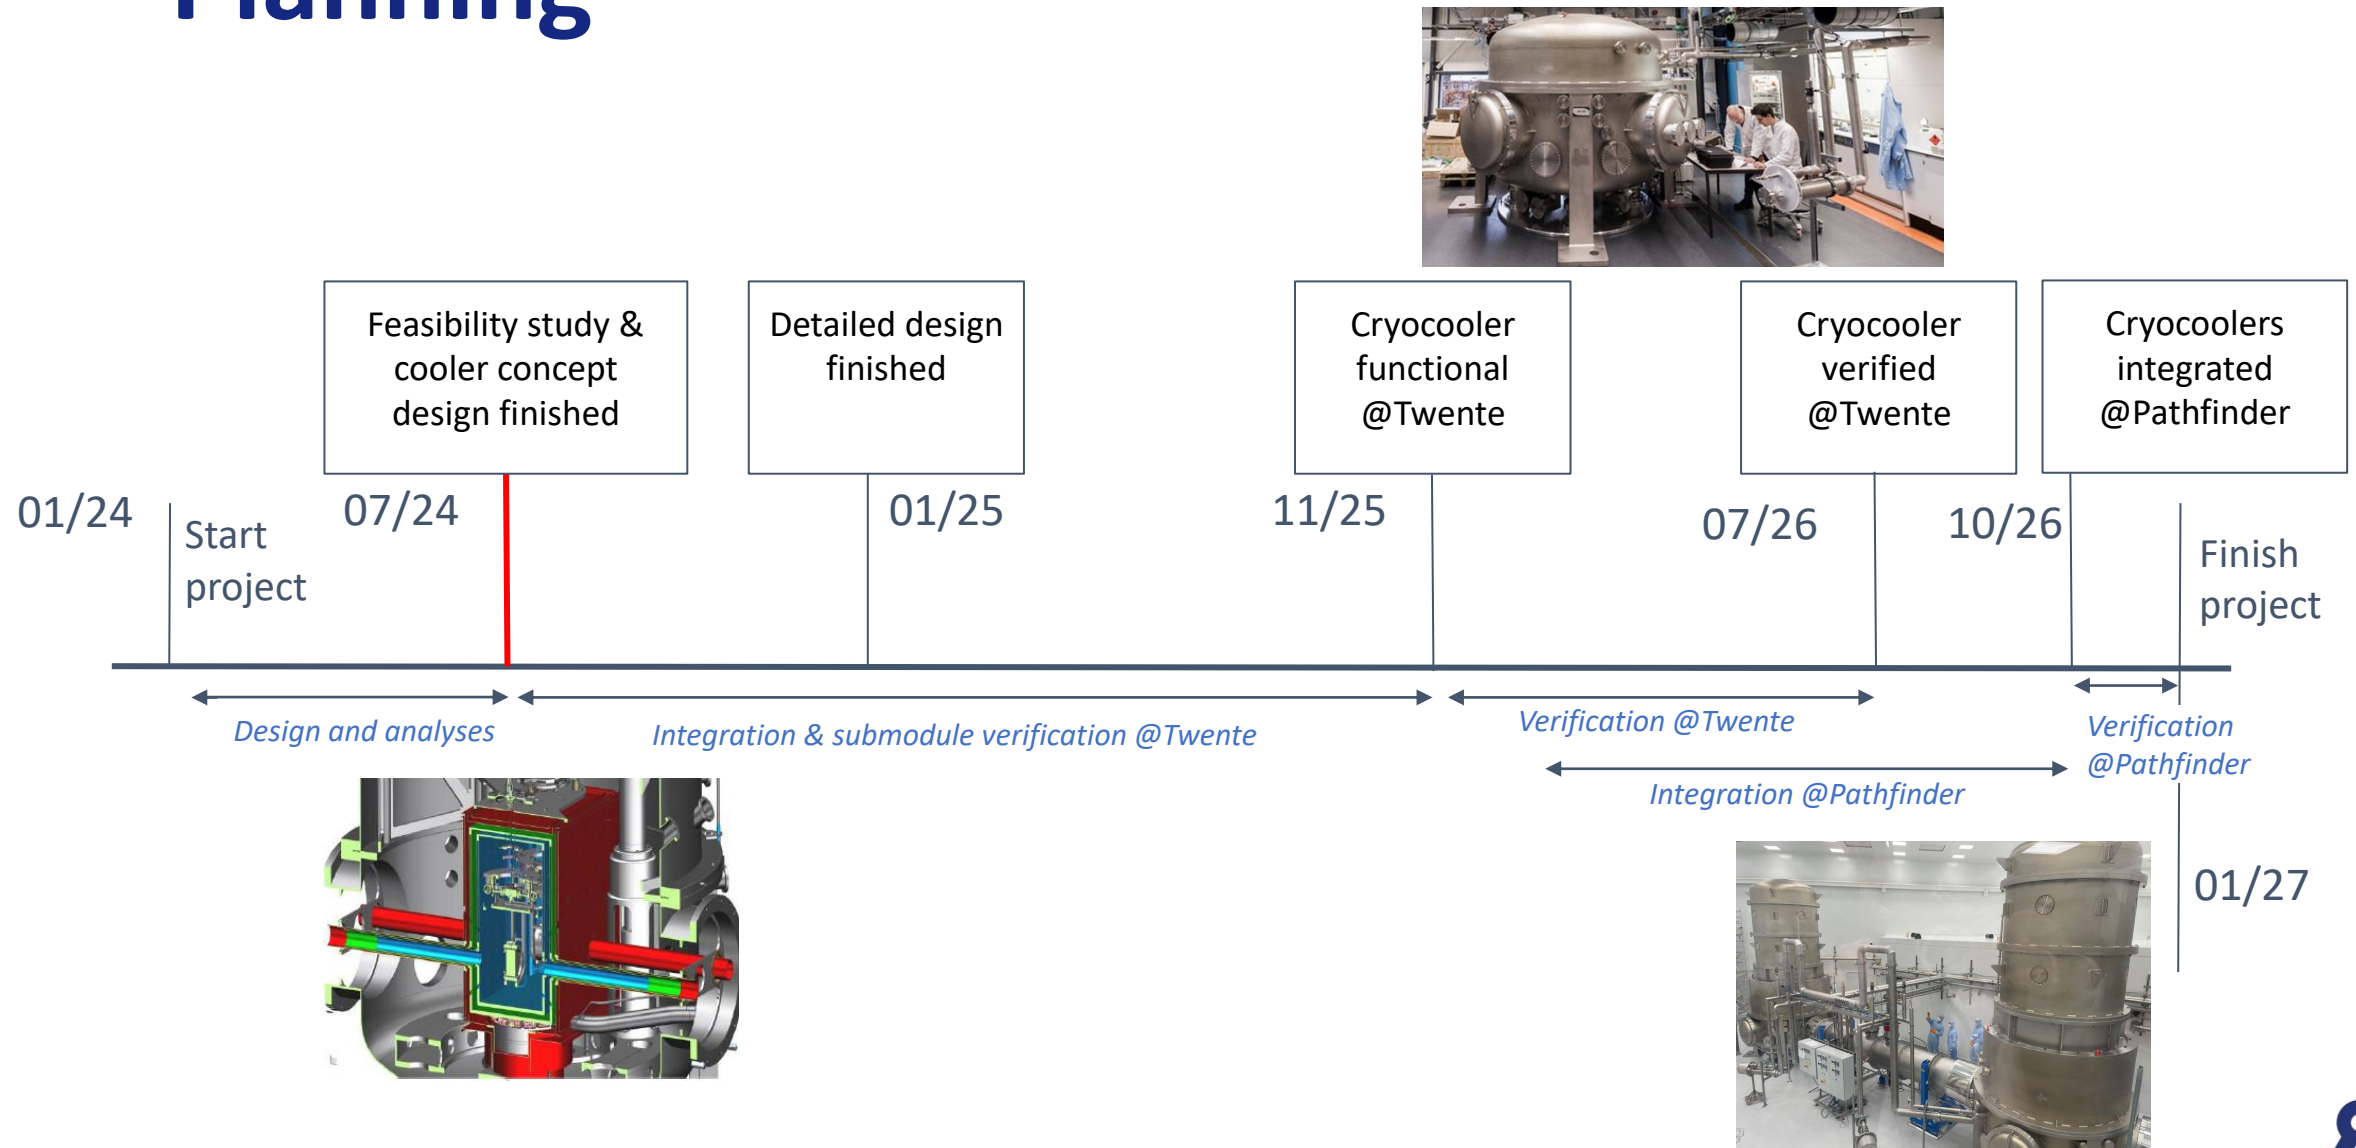 Planning
Feasibility study &
cooler concept
design finished
Detailed design
finished
Cryocooler
functional
@Twente
Cryocooler
verified
@Twente
Cryocoolers
integrated
@Pathfinder
01/24
Start
project
07/24
01/25
11/25
07/26
10/26
Finish
project
Design and analyses
Integration & submodule verification @Twente
Verification @Twente
Integration @Pathfinder
Verification
@Pathfinder
01/27